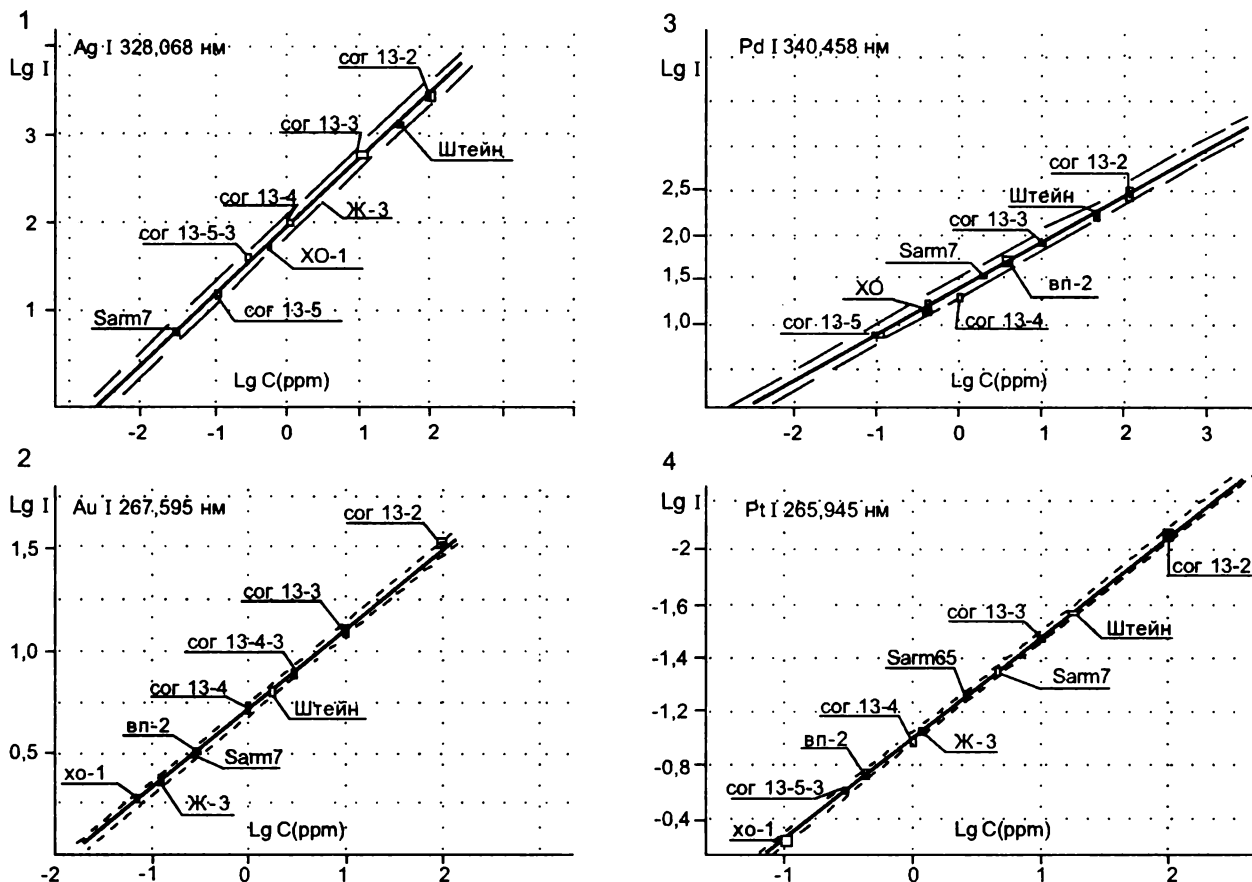 1
Ag I 328,068 нм
Lg I
сог 13-2
сог 13-3
Штейн
сог 13-4
Ж-3
сог 13-5-3
ХО-1
Sarm7
сог 13-5
3
2
1
Lg C(ppm)
-2 -1 0 1 2
3
Pd I 340,458 нм
Lg I
сог 13-2
Штейн
сог 13-3
Sarm7
ХО
вп-2
сог 13-5
сог 13-4
2,5
2,0
1,5
1,0
Lg C(ppm)
-2 -1 0 1 2 3
2
Lg I
Au I 267,595 нм
сог 13-2
сог 13-3
сог 13-4-3
сог 13-4
Штейн
вп-2
Sarm7
хо-1
Ж-3
1,5
1,0
0,5
Lg C(ppm)
-2 -1 0 1 2
4
Lg I
Pt I 265,945 нм
сог 13-2
сог 13-3
Штейн
Sarm65
Sarm7
сог 13-4
Ж-3
вп-2
сог 13-5-3
хо-1
-2
-1,6
-1,4
-1,2
-0,8
-0,4
Lg C(ppm)
-1 0 1 2